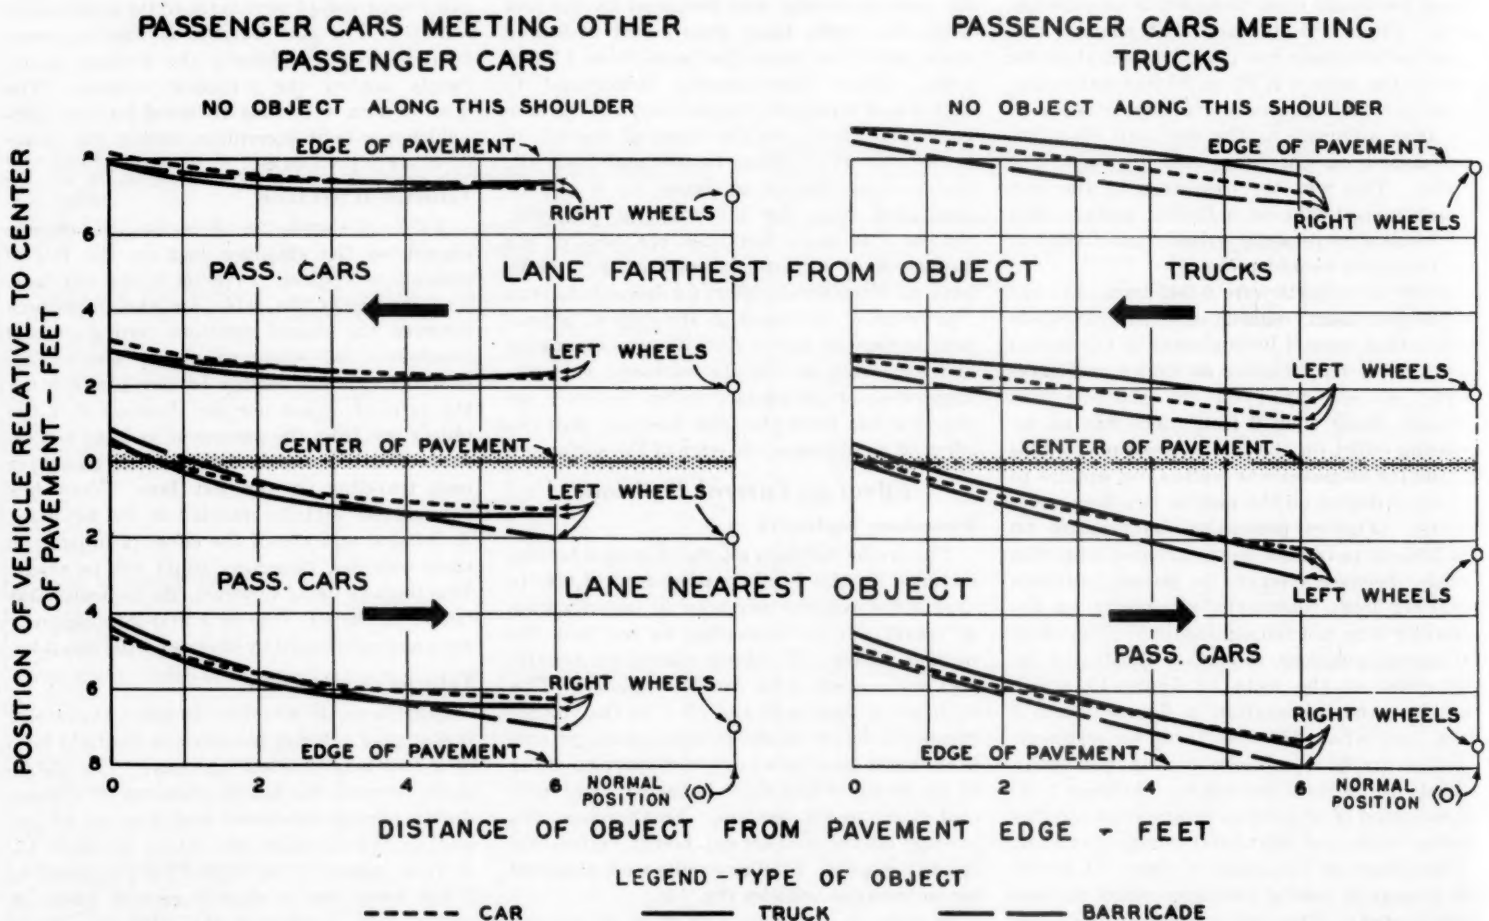 PASSENGER CARS MEETING OTHER
PASSENGER CARS
NO OBJECT ALONG THIS SHOULDER
EDGE OF PAVEMENT
RIGHT WHEELS
PASS. CARS
LANE FARTHEST FROM OBJECT
LEFT WHEELS
CENTER OF PAVEMENT
LEFT WHEELS
PASS. CARS
LANE NEAREST OBJECT
RIGHT WHEELS
EDGE OF PAVEMENT
8
6
4
2
0
2
4
6
8
0
2
4
6
NORMAL
POSITION (O)
POSITION OF VEHICLE RELATIVE TO CENTER
OF PAVEMENT - FEET
PASSENGER CARS MEETING
TRUCKS
NO OBJECT ALONG THIS SHOULDER
EDGE OF PAVEMENT
RIGHT WHEELS
TRUCKS
LEFT WHEELS
CENTER OF PAVEMENT
LEFT WHEELS
PASS. CARS
RIGHT WHEELS
EDGE OF PAVEMENT
0
2
4
6
NORMAL
POSITION (O)
DISTANCE OF OBJECT FROM PAVEMENT EDGE - FEET
LEGEND - TYPE OF OBJECT
CAR TRUCK BARRICADE